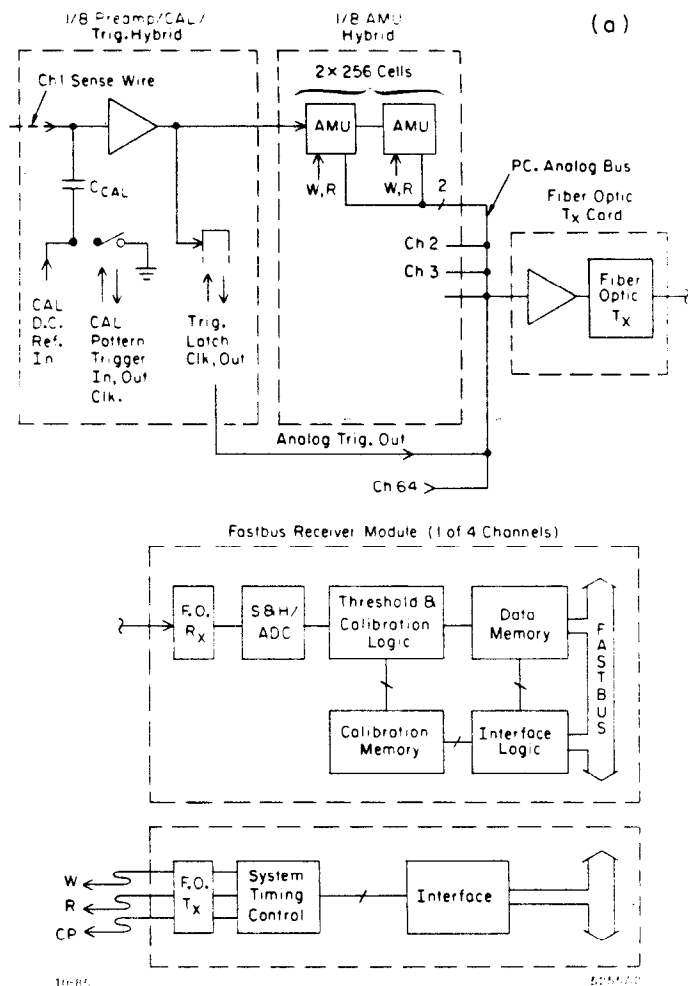 1/8 Preamp/CAL/
Trig. Hybrid
1/8 AMU
Hybrid
(a)
Ch1 Sense Wire
2 x 256 Cells
AMU
AMU
W,R
W,R
2
PC. Analog Bus
Fiber Optic
Tx Card
CCAL
Ch 2
Ch 3
Fiber
Optic
Tx
CAL
D.C.
Ref.
In
CAL
Pattern
Trigger
In, Out
Clk.
Trig.
Latch
Clk, Out
Analog Trig. Out
Ch 64
Fastbus Receiver Module (1 of 4 Channels)
F.O.
Rx
S&H/
ADC
Threshold &
Calibration
Logic
Data
Memory
FASTBUS
Calibration
Memory
Interface
Logic
W
R
CP
F.O.
Tx
System
Timing
Control
Interface
10-85